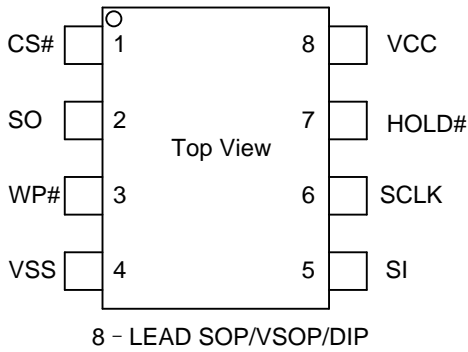 CS# 1 8 VCC
SO 2 7 HOLD#
Top View
WP# 3 6 SCLK
VSS 4 5 SI
8 - LEAD SOP/VSOP/DIP